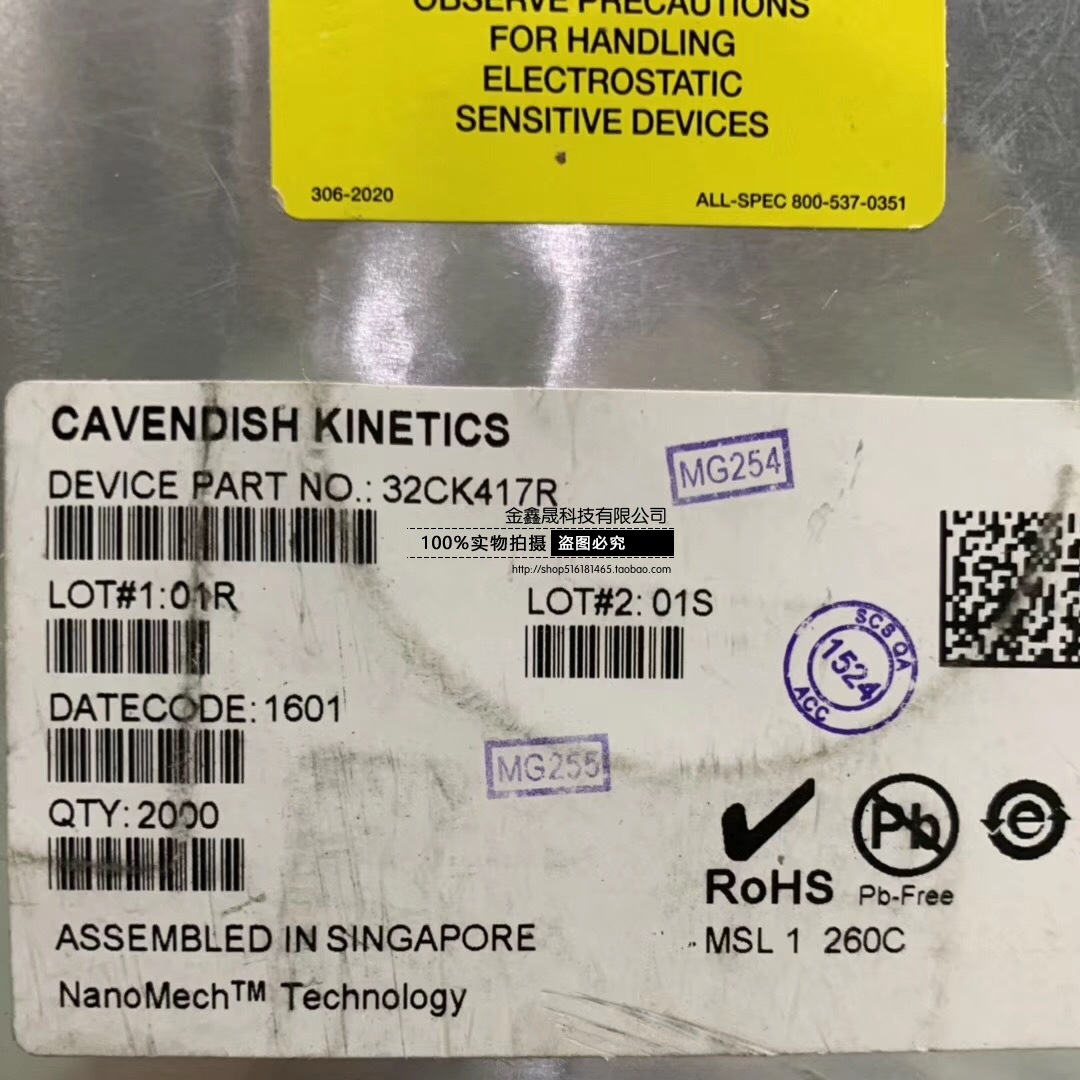 OBSERVE PRECAUTIONS
FOR HANDLING
ELECTROSTATIC
SENSITIVE DEVICES
306-2020
ALL-SPEC 800-537-0351
CAVENDISH KINETICS
MG254
DEVICE PART NO.: 32CK417R
金鑫晟科技有限公司
100%实物拍摄 盗图必究
http://shop516181465.taobao.com
LOT#1:01R
LOT#2: 01S
SCS QA
1524
ACC
DATECODE: 1601
MG255
QTY: 2000
Pb
e
RoHS
Pb-Free
ASSEMBLED IN SINGAPORE
MSL 1 260C
NanoMech™ Technology